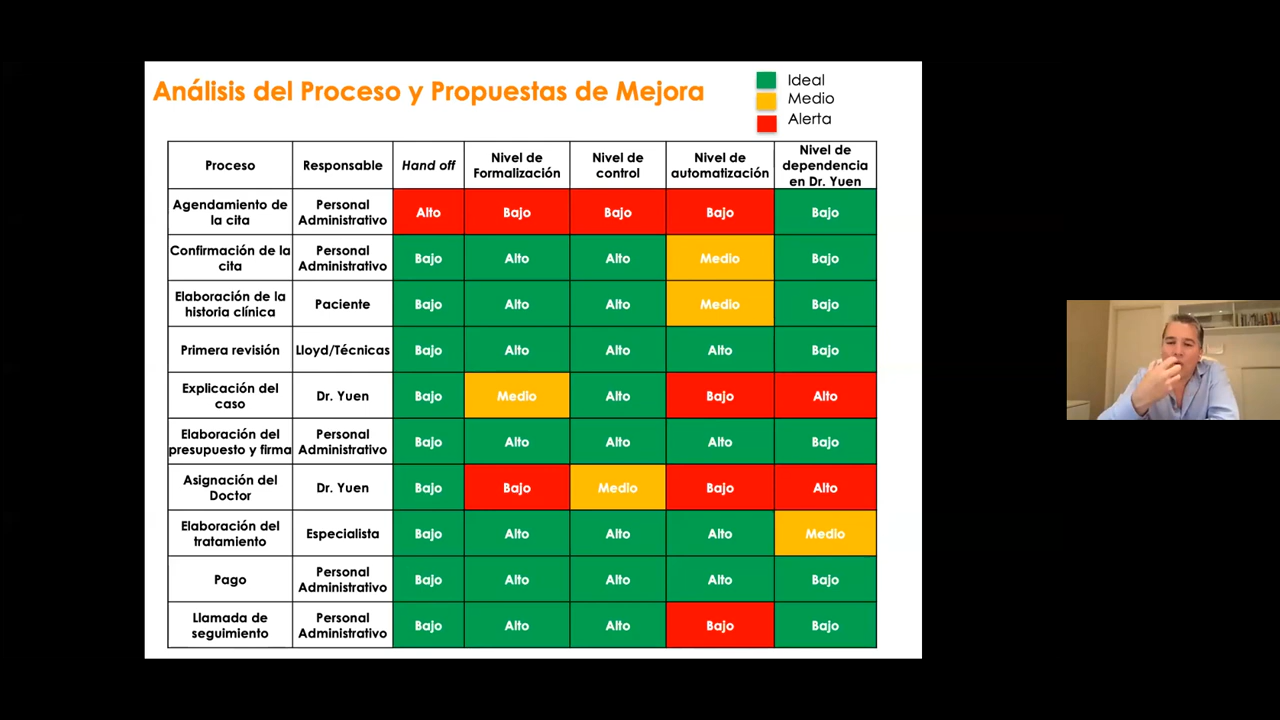 Análisis del Proceso y Propuestas de Mejora
Ideal
Medio
Alerta
Proceso
Responsable
Hand off
Nivel de
Formalización
Nivel de
control
Nivel de
automatización
Nivel de
dependencia
en Dr. Yuen
Agendamiento de
la cita
Personal
Administrativo
Alto
Bajo
Bajo
Bajo
Bajo
Confirmación de la
cita
Personal
Administrativo
Bajo
Alto
Alto
Medio
Bajo
Elaboración de la
historia clínica
Paciente
Bajo
Alto
Alto
Medio
Bajo
Primera revisión
Lloyd/Técnicas
Bajo
Alto
Alto
Alto
Bajo
Explicación del
caso
Dr. Yuen
Bajo
Medio
Alto
Bajo
Alto
Elaboración del
presupuesto y firma
Personal
Administrativo
Bajo
Alto
Alto
Alto
Bajo
Asignación del
Doctor
Dr. Yuen
Bajo
Bajo
Medio
Bajo
Alto
Elaboración del
tratamiento
Especialista
Bajo
Alto
Alto
Alto
Medio
Pago
Personal
Administrativo
Bajo
Alto
Alto
Alto
Bajo
Llamada de
seguimiento
Personal
Administrativo
Bajo
Alto
Alto
Bajo
Bajo